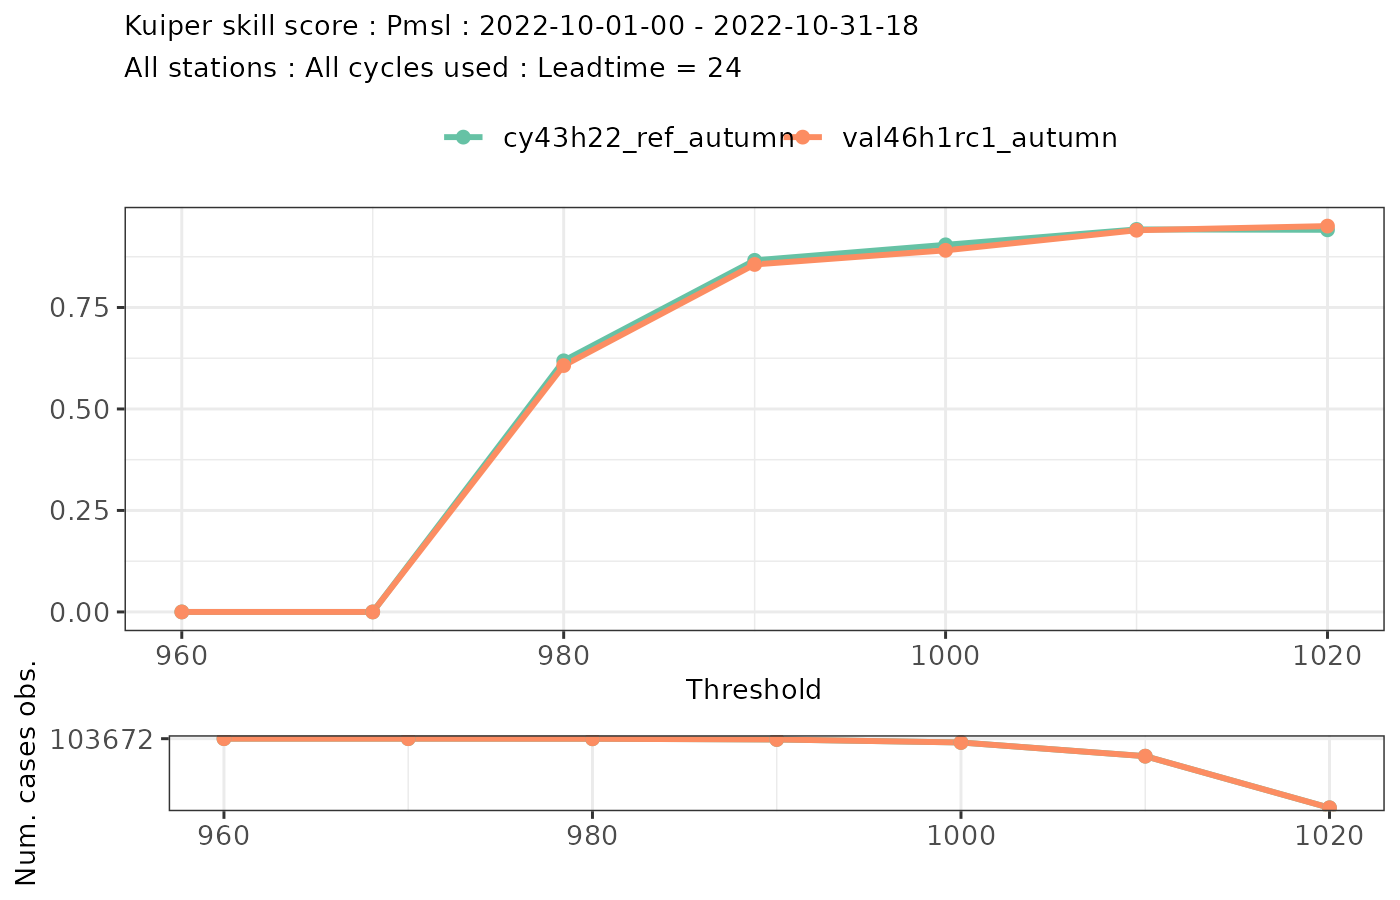 Kuiper skill score : Pmsl : 2022-10-01-00 - 2022-10-31-18
All stations : All cycles used : Leadtime = 24
cy43h22_ref_autumn val46h1rc1_autumn
0.75
0.50
0.25
0.00
960 980 1000 1020
Threshold
Num. cases obs.
103672
960 980 1000 1020